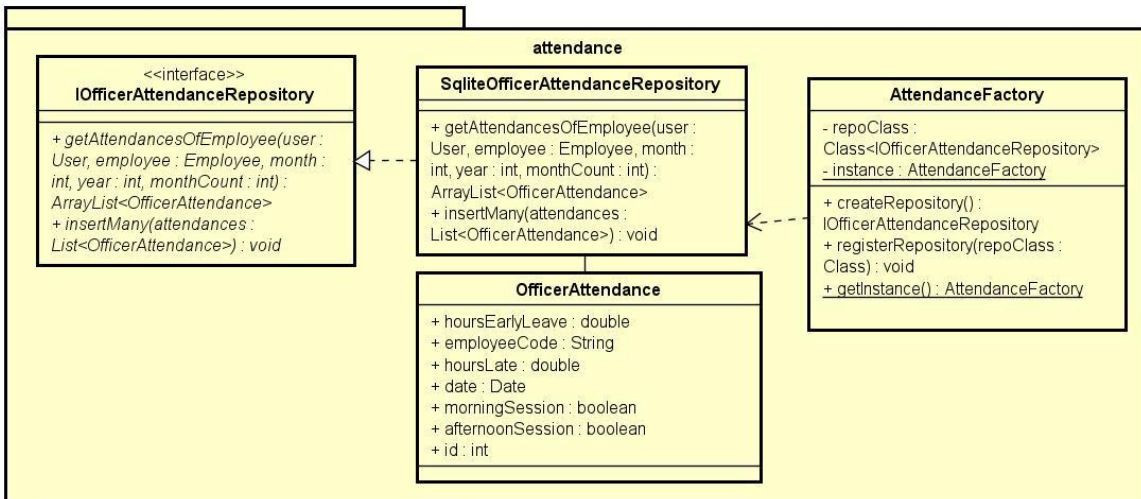 attendance
<<interface>>
IOfficerAttendanceRepository
+ getAttendancesOfEmployee(user :
User, employee : Employee, month :
int, year : int, monthCount : int) :
ArrayList<OfficerAttendance>
+ insertMany(attendances :
List<OfficerAttendance>) : void
SqliteOfficerAttendanceRepository
+ getAttendancesOfEmployee(user :
User, employee : Employee, month :
int, year : int, monthCount : int) :
ArrayList<OfficerAttendance>
+ insertMany(attendances :
List<OfficerAttendance>) : void
AttendanceFactory
- repoClass :
Class<IOfficerAttendanceRepository>
- instance : AttendanceFactory
+ createRepository() :
IOfficerAttendanceRepository
+ registerRepository(repoClass :
Class) : void
+ getInstance() : AttendanceFactory
OfficerAttendance
+ hoursEarlyLeave : double
+ employeeCode : String
+ hoursLate : double
+ date : Date
+ morningSession : boolean
+ afternoonSession : boolean
+ id : int